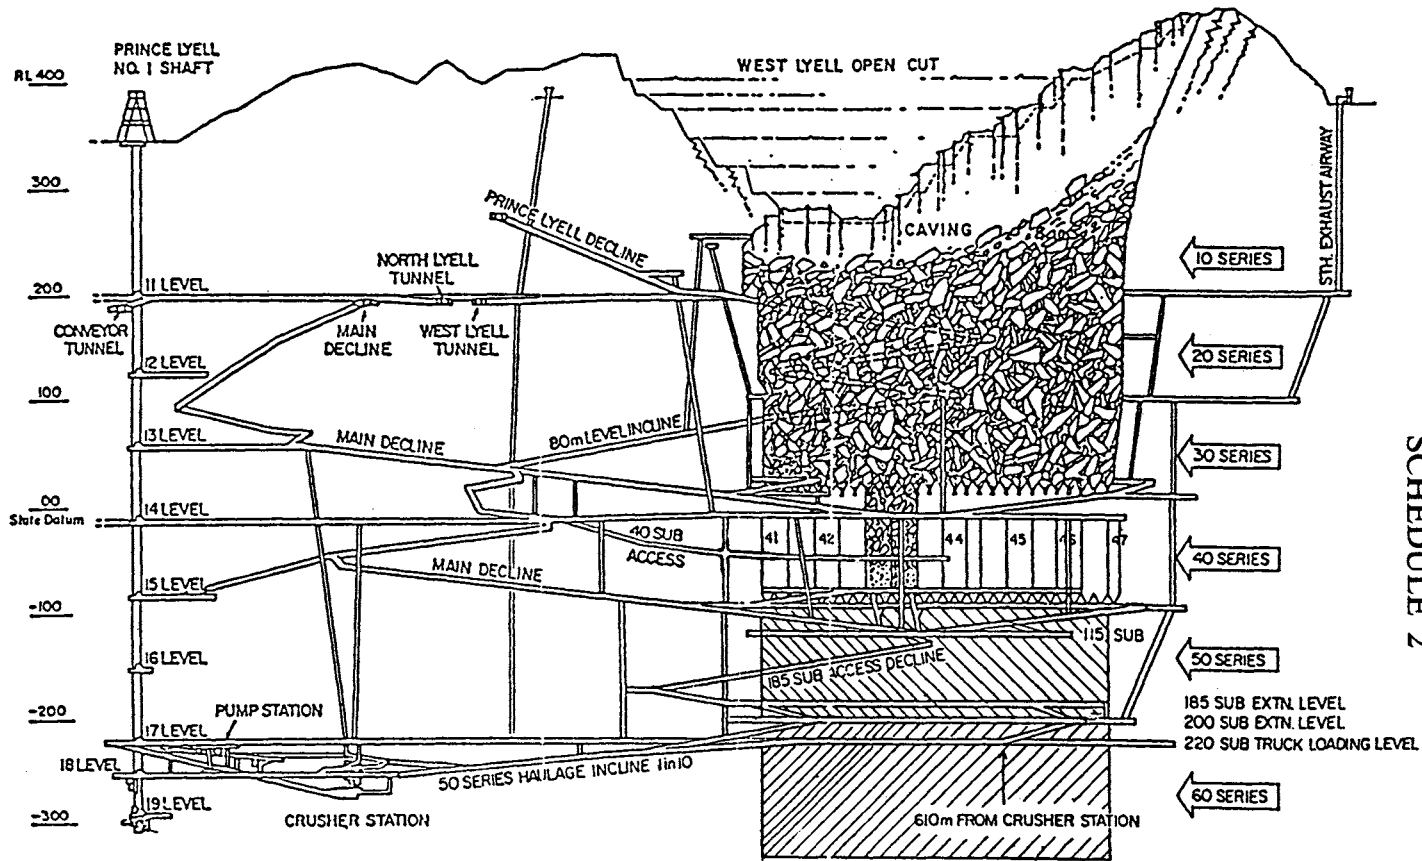 PRINCE LYELL
NO. 1 SHAFT
RL 400
WEST LYELL OPEN CUT
300
PRINCE LYELL DECLINE
CAVING
STH. EXHAUST AIRWAY
10 SERIES
NORTH LYELL
TUNNEL
200
11 LEVEL
CONVEYOR
TUNNEL
MAIN
DECLINE
WEST LYELL
TUNNEL
20 SERIES
12 LEVEL
100
13 LEVEL
MAIN DECLINE
80m LEVEL INCLINE
30 SERIES
SCHEDULE 2
00
State Datum
14 LEVEL
40 SUB
ACCESS
41
42
44
45
46
47
40 SERIES
MAIN DECLINE
15 LEVEL
-100
115 SUB
16 LEVEL
185 SUB ACCESS DECLINE
50 SERIES
185 SUB EXTN. LEVEL
200 SUB EXTN. LEVEL
220 SUB TRUCK LOADING LEVEL
-200
PUMP STATION
17 LEVEL
18 LEVEL
50 SERIES HAULAGE INCLINE 1in10
60 SERIES
19 LEVEL
-300
CRUSHER STATION
610m FROM CRUSHER STATION